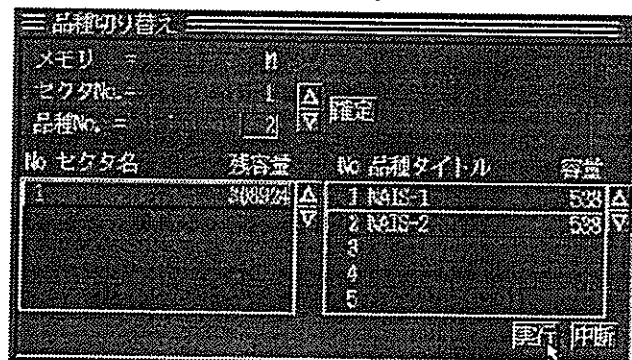 品種切り替え
メモリ = M
セクタNo.= 1
品種No. = 2 確定
No セクタ名 残容量
1 308924
No 品種タイトル 容量
1 NAIS-1 538
2 NAIS-2 538
3
4
5
実行 中断